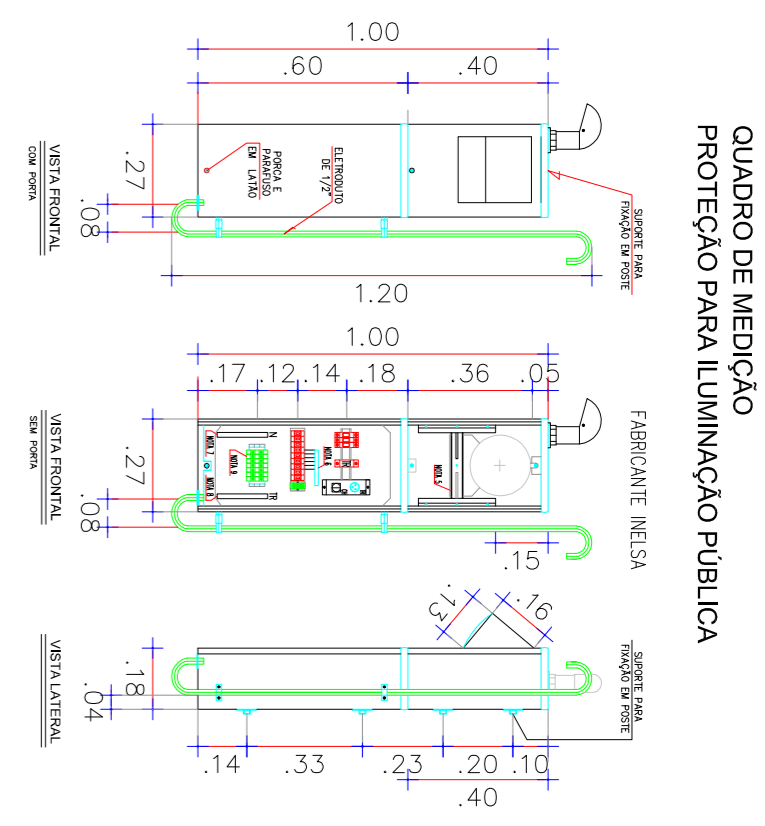 QUADRO DE MEDIÇÃO
PROTEÇÃO PARA ILUMINAÇÃO PÚBLICA
1.00
.60
.40
SUPORTE PARA
FIXAÇÃO EM POSTE
ELETRODUTO
DE 1/2"
PORCA E
PARAFUSO
EM LATÃO
.27
.08
1.20
VISTA FRONTAL
COM PORTA
FABRICANTE INELSA
1.00
.17
.12
.14
.18
.36
.05
N
NOTA 7
NOTA 9
NOTA 8
TR
NOTA 6
NOTA 5
.27
.08
.15
VISTA FRONTAL
SEM PORTA
SUPORTE PARA
FIXAÇÃO EM POSTE
.13
.16
.18
.04
.14
.33
.23
.20
.10
.40
VISTA LATERAL